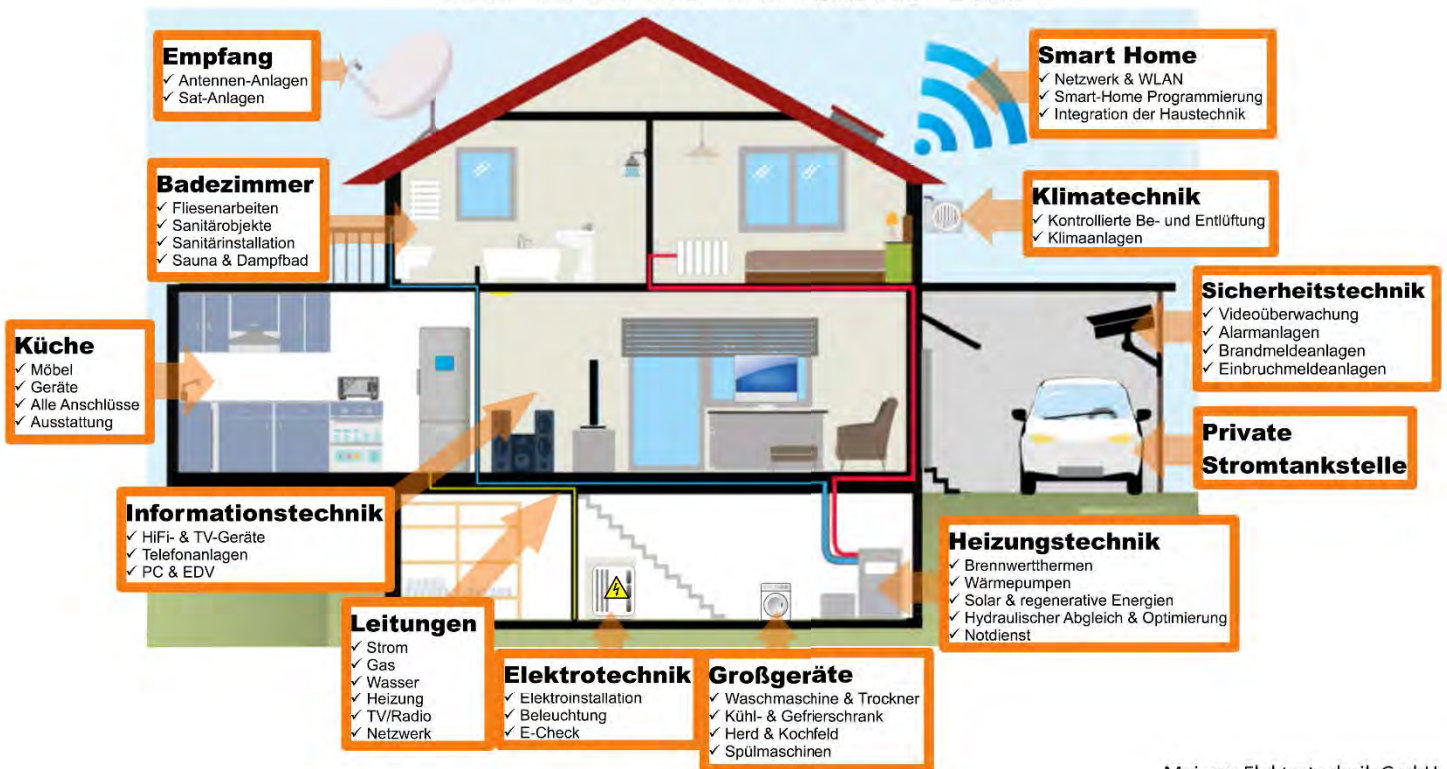 Empfang
✓ Antennen-Anlagen
✓ Sat-Anlagen
Smart Home
✓ Netzwerk & WLAN
✓ Smart-Home Programmierung
✓ Integration der Haustechnik
Badezimmer
✓ Fliesenarbeiten
✓ Sanitärobjekte
✓ Sanitärinstallation
✓ Sauna & Dampfbad
Klimatechnik
✓ Kontrollierte Be- und Entlüftung
✓ Klimaanlagen
Sicherheitstechnik
✓ Videoüberwachung
✓ Alarmanlagen
✓ Brandmeldeanlagen
✓ Einbruchmeldeanlagen
Küche
✓ Möbel
✓ Geräte
✓ Alle Anschlüsse
✓ Ausstattung
Private
Stromtankstelle
Informationstechnik
✓ HiFi- & TV-Geräte
✓ Telefonanlagen
✓ PC & EDV
Heizungstechnik
✓ Brennwertthermen
✓ Wärmepumpen
✓ Solar & regenerative Energien
✓ Hydraulischer Abgleich & Optimierung
✓ Notdienst
Leitungen
✓ Strom
✓ Gas
✓ Wasser
✓ Heizung
✓ TV/Radio
✓ Netzwerk
Elektrotechnik
✓ Elektroinstallation
✓ Beleuchtung
✓ E-Check
Großgeräte
✓ Waschmaschine & Trockner
✓ Kühl- & Gefrierschrank
✓ Herd & Kochfeld
✓ Spülmaschinen